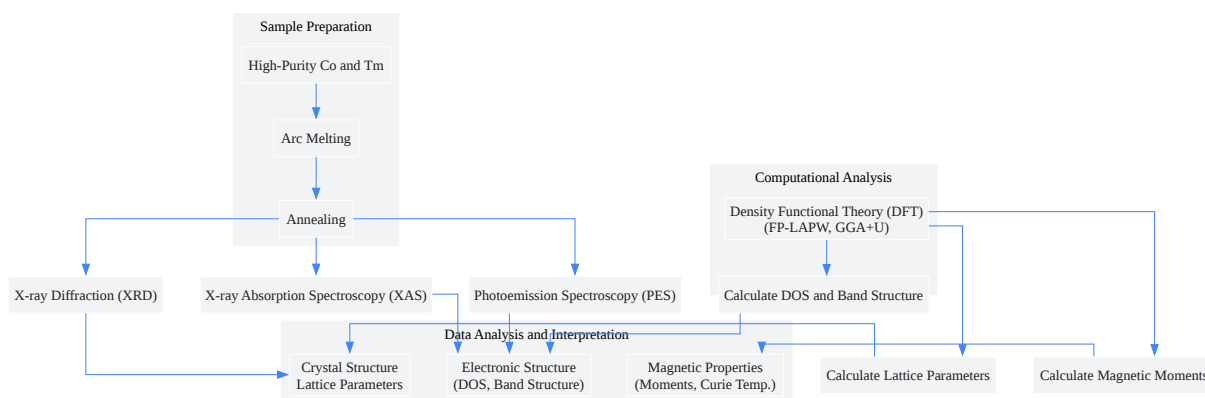 Sample Preparation
High-Purity Co and Tm
Arc Melting
Computational Analysis
Annealing
Density Functional Theory (DFT)
(FP-LAPW, GGA+U)
X-ray Diffraction (XRD)
X-ray Absorption Spectroscopy (XAS)
Photoemission Spectroscopy (PES)
Calculate DOS and Band Structure
Data Analysis and Interpretation
Crystal Structure
Lattice Parameters
Electronic Structure
(DOS, Band Structure)
Magnetic Properties
(Moments, Curie Temp.)
Calculate Lattice Parameters
Calculate Magnetic Moments